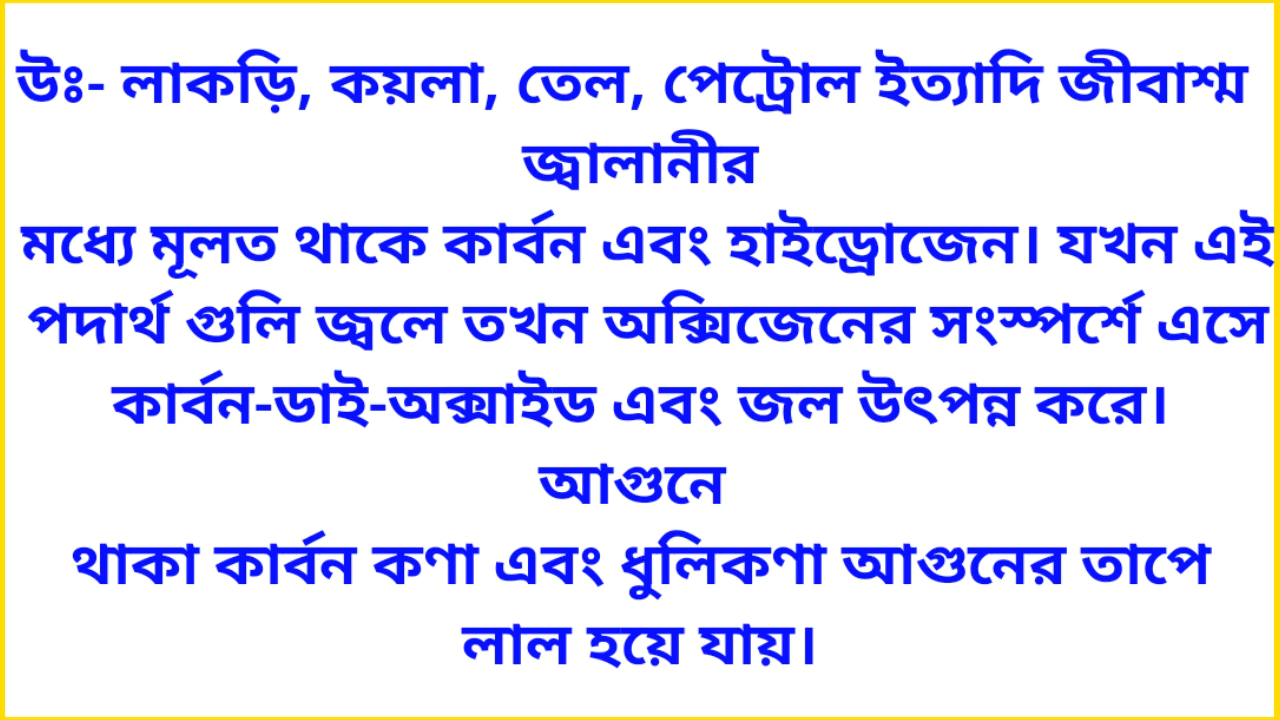 উঃ- লাকড়ি, কয়লা, তেল, পেট্রোল ইত্যাদি জীবাশ্ম
জ্বালানীর
মধ্যে মূলত থাকে কার্বন এবং হাইড্রোজেন। যখন এই
পদার্থ গুলি জ্বলে তখন অক্সিজেনের সংস্পর্শে এসে
কার্বন-ডাই-অক্সাইড এবং জল উৎপন্ন করে।
আগুনে
থাকা কার্বন কণা এবং ধুলিকণা আগুনের তাপে
লাল হয়ে যায়।